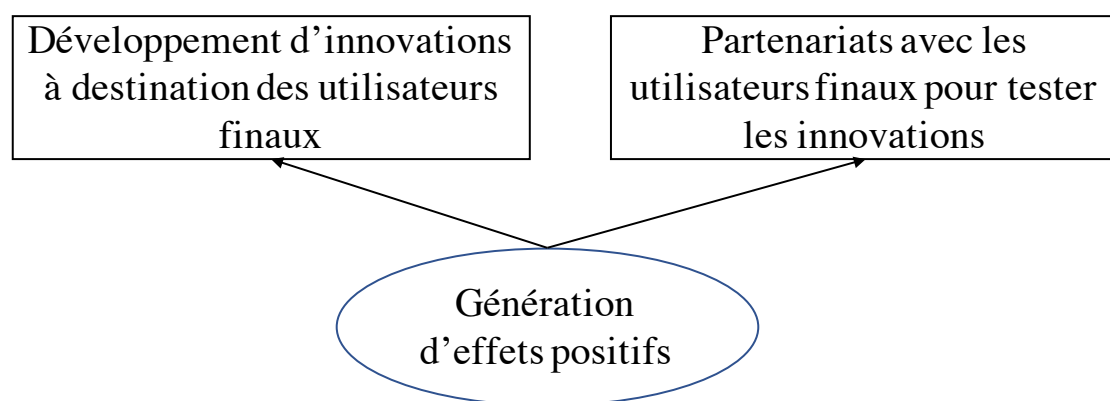 Développement d’innovations
à destination des utilisateurs
finaux
Partenariats avec les
utilisateurs finaux pour tester
les innovations
Génération
d’effets positifs